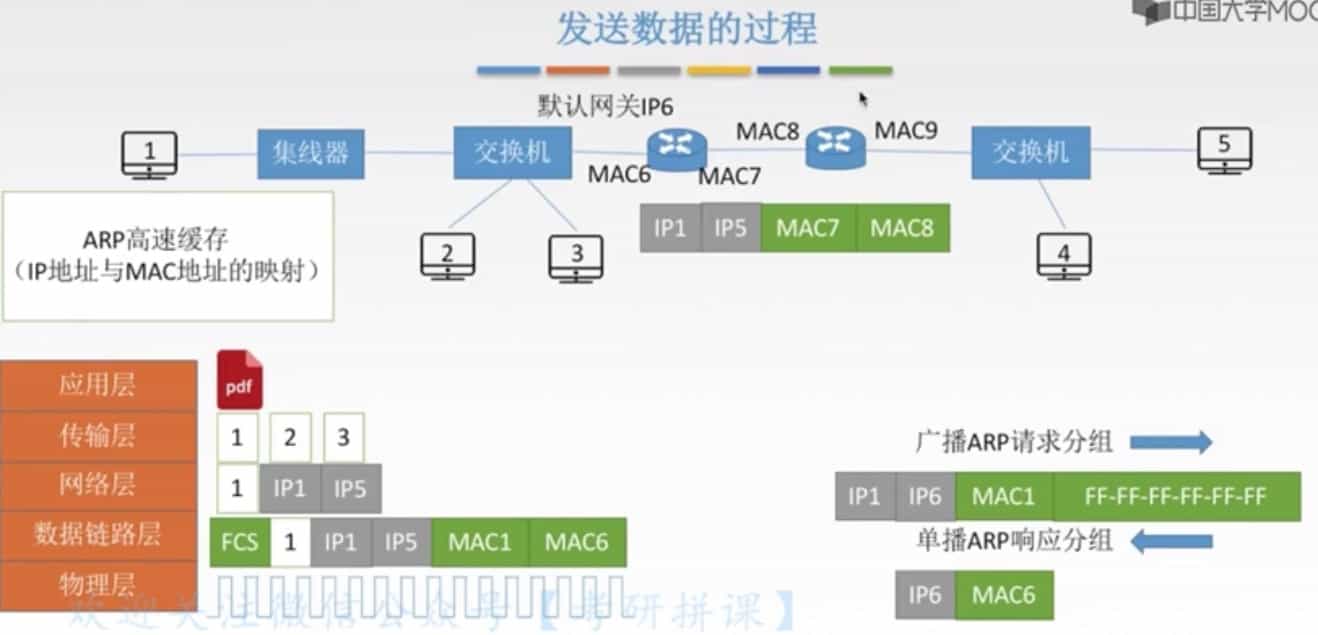 中国大学MOO
发送数据的过程
默认网关IP6
MAC8
MAC9
1
集线器
交换机
交换机
5
MAC6
MAC7
IP1 IP5 MAC7 MAC8
ARP高速缓存
(IP地址与MAC地址的映射)
2
3
4
应用层
pdf
传输层
1 2 3
网络层
1 IP1 IP5
数据链路层
FCS 1 IP1 IP5 MAC1 MAC6
物理层
广播ARP请求分组
IP1 IP6 MAC1 FF-FF-FF-FF-FF-FF
单播ARP响应分组
IP6 MAC6
欢迎关注微信公众号【考研拼课】